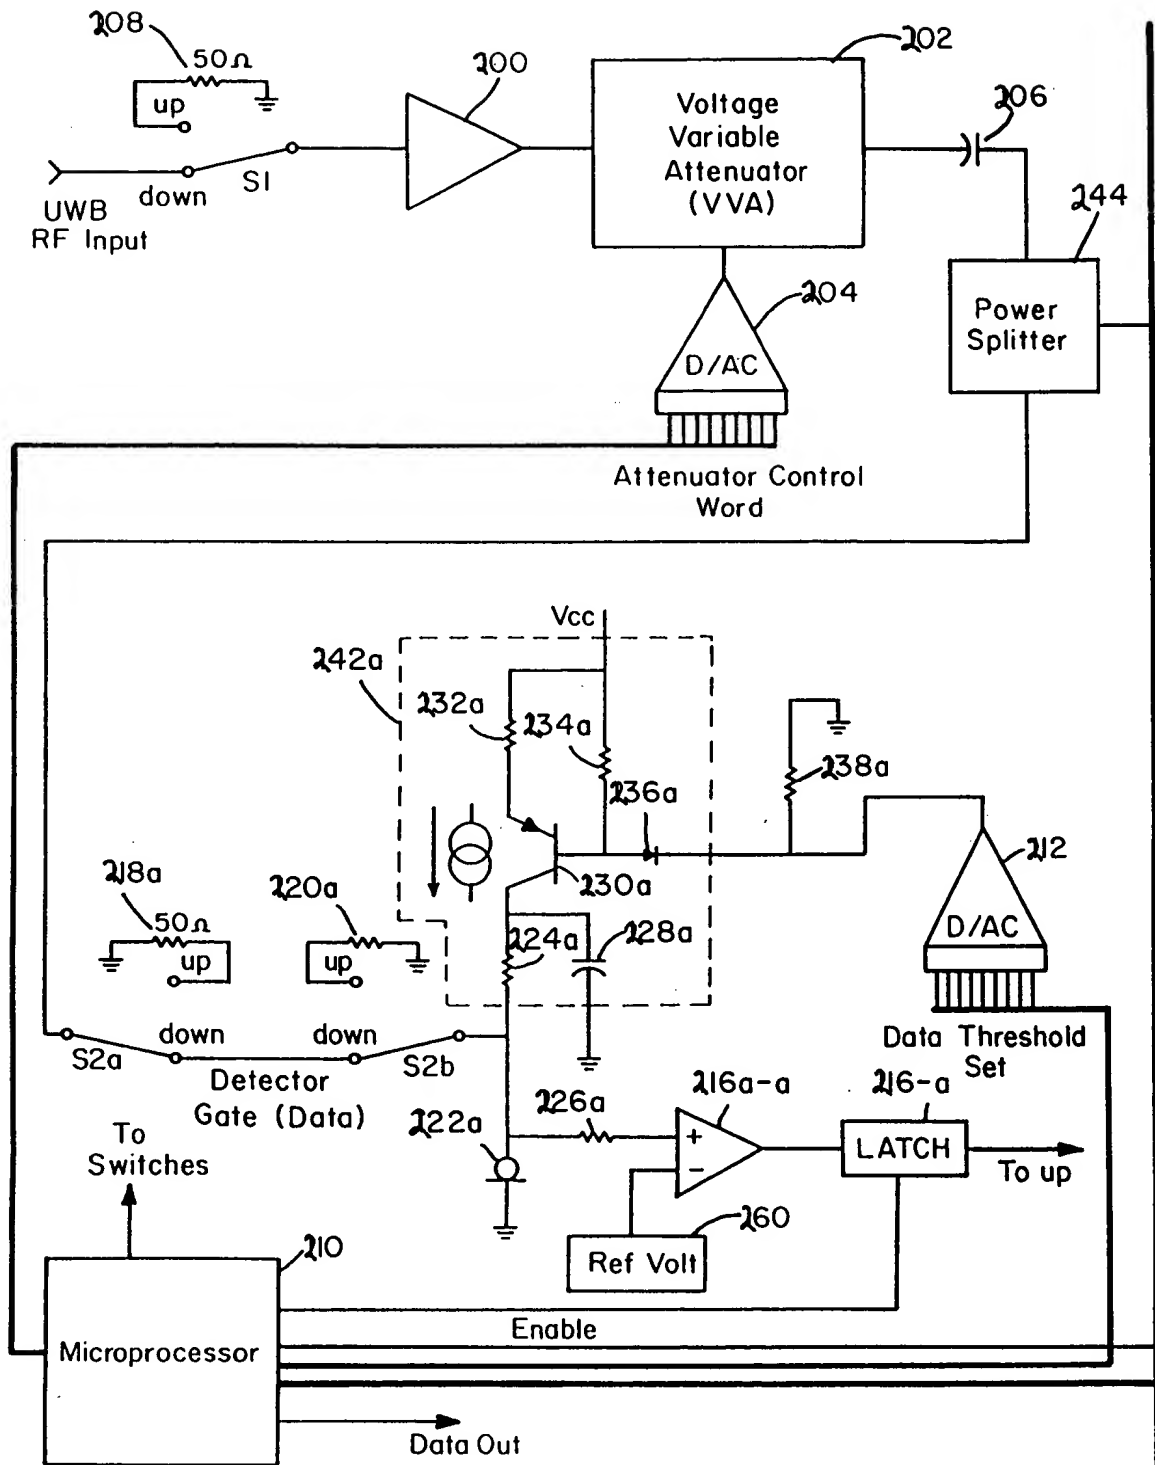 208
50Ω
up
UWB
RF Input
down
S1
200
202
Voltage
Variable
Attenuator
(VVA)
206
244
Power
Splitter
204
D/AC
Attenuator Control
Word
Vcc
242a
232a
234a
236a
238a
230a
212
D/AC
Data Threshold
Set
218a
50Ω
up
220a
up
224a
228a
S2a
down
down
S2b
Detector
Gate (Data)
222a
226a
216a-a
+
−
216-a
LATCH
To up
260
Ref Volt
To
Switches
210
Microprocessor
Enable
Data Out